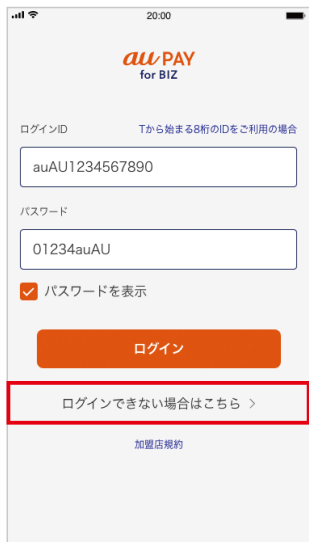 20:00
au PAY
for BIZ
ログインID
Tから始まる8桁のIDをご利用の場合
auAU1234567890
パスワード
01234auAU
パスワードを表示
ログイン
ログインできない場合はこちら >
加盟店規約